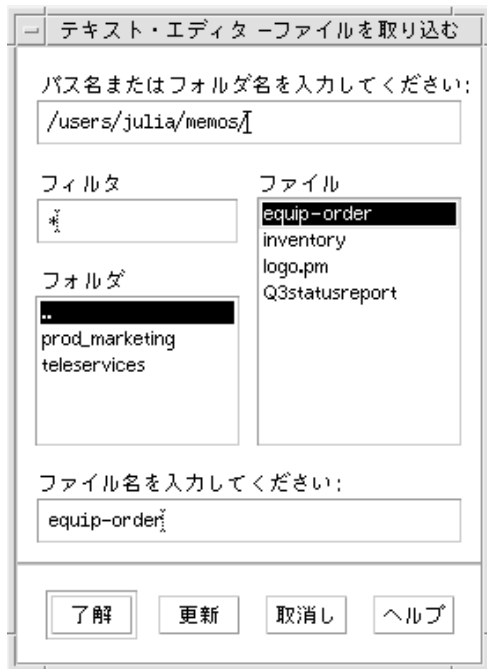 テキスト・エディタ －ファイルを取り込む
パス名またはフォルダ名を入力してください:
/users/julia/memos/
フィルタ
*
フォルダ
..
prod_marketing
teleservices
ファイル
equip-order
inventory
logo.pm
Q3statusreport
ファイル名を入力してください:
equip-order
了解 更新 取消し ヘルプ